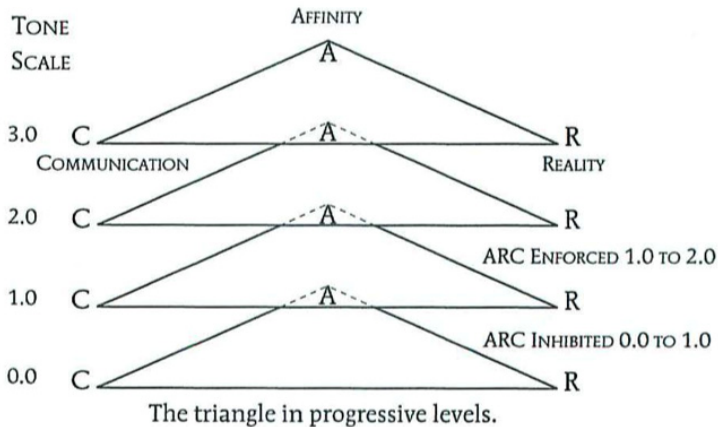 AFFINITY
TONE
SCALE
A
3.0 C A R
COMMUNICATION REALITY
2.0 C A R
ARC ENFORCED 1.0 TO 2.0
1.0 C A R
ARC INHIBITED 0.0 TO 1.0
0.0 C R
The triangle in progressive levels.